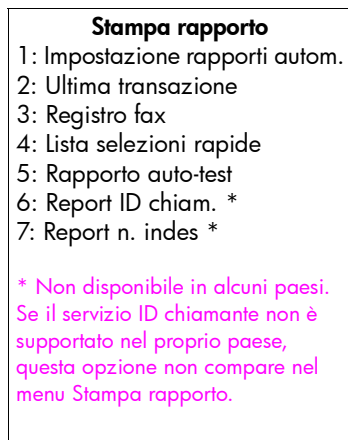 Stampa rapporto
1: Impostazione rapporti autom.
2: Ultima transazione
3: Registro fax
4: Lista selezioni rapide
5: Rapporto auto-test
6: Report ID chiam. *
7: Report n. indes *
* Non disponibile in alcuni paesi.
Se il servizio ID chiamante non è
supportato nel proprio paese,
questa opzione non compare nel
menu Stampa rapporto.